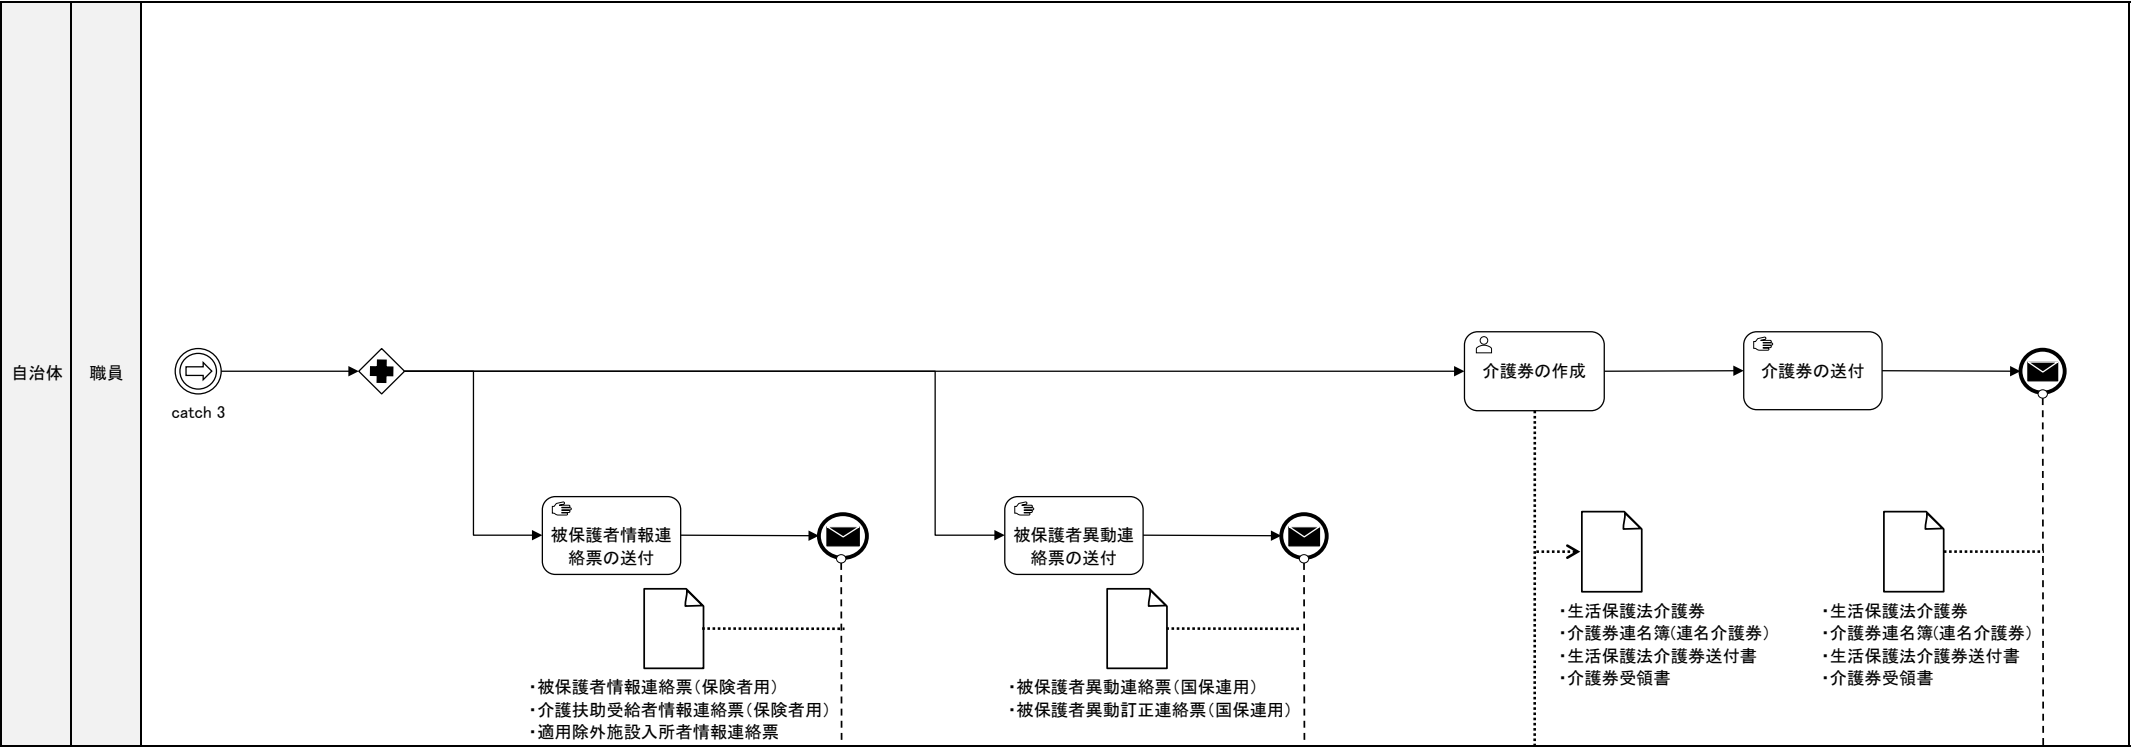 自治体
職員
catch 3
介護券の作成
介護券の送付
被保護者情報連
絡票の送付
被保護者異動連
絡票の送付
・被保護者情報連絡票(保険者用)
・介護扶助受給者情報連絡票(保険者用)
・適用除外施設入所者情報連絡票
・被保護者異動連絡票(国保連用)
・被保護者異動訂正連絡票(国保連用)
・生活保護法介護券
・介護券連名簿(連名介護券)
・生活保護法介護券送付書
・介護券受領書
・生活保護法介護券
・介護券連名簿(連名介護券)
・生活保護法介護券送付書
・介護券受領書